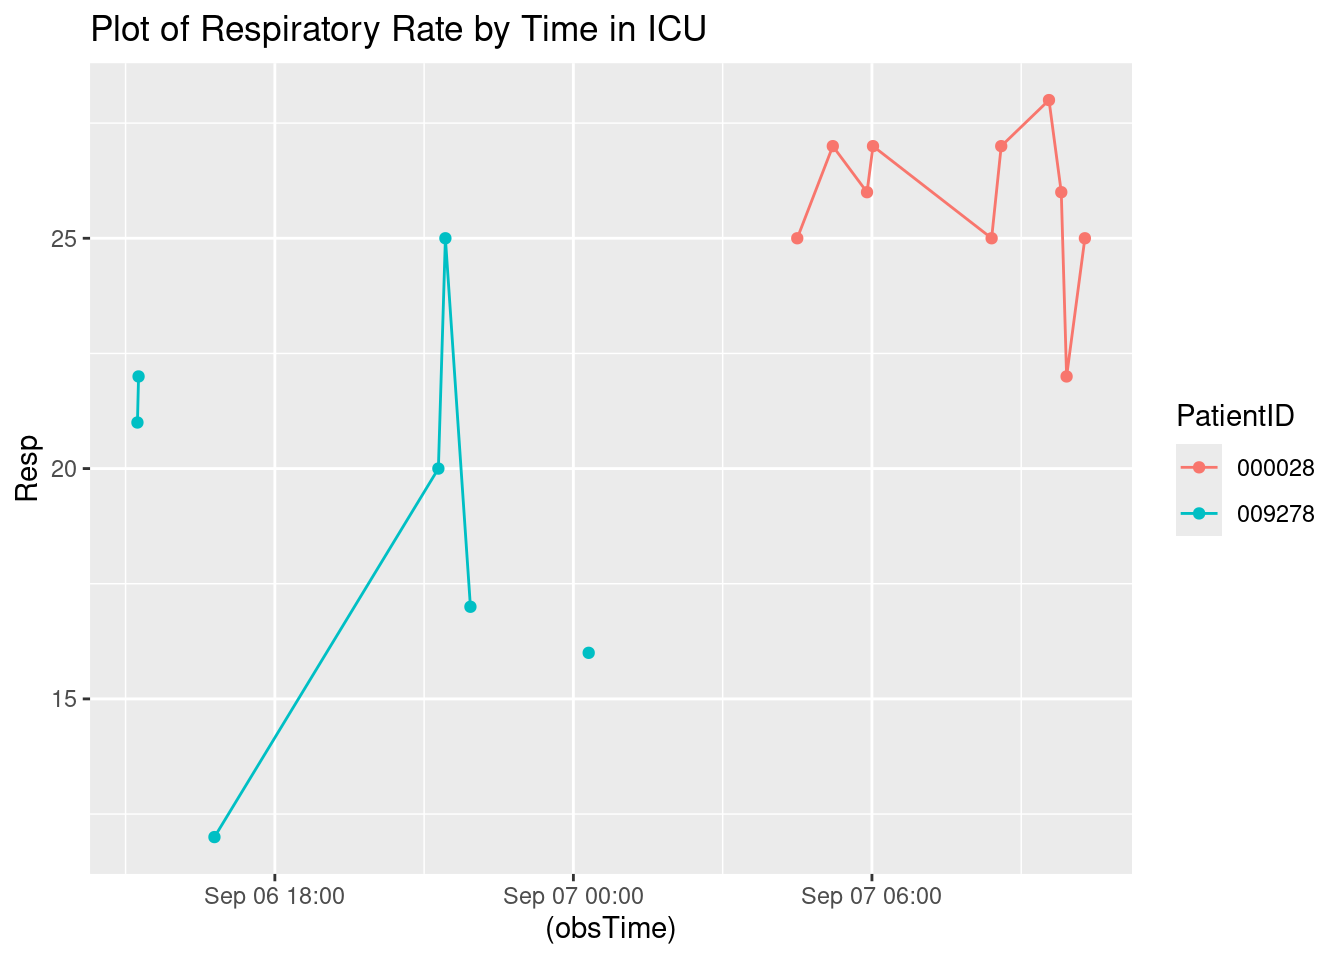 Plot of Respiratory Rate by Time in ICU
Resp
25
20
15
Sep 06 18:00 Sep 07 00:00 Sep 07 06:00
(obsTime)
PatientID
000028
009278